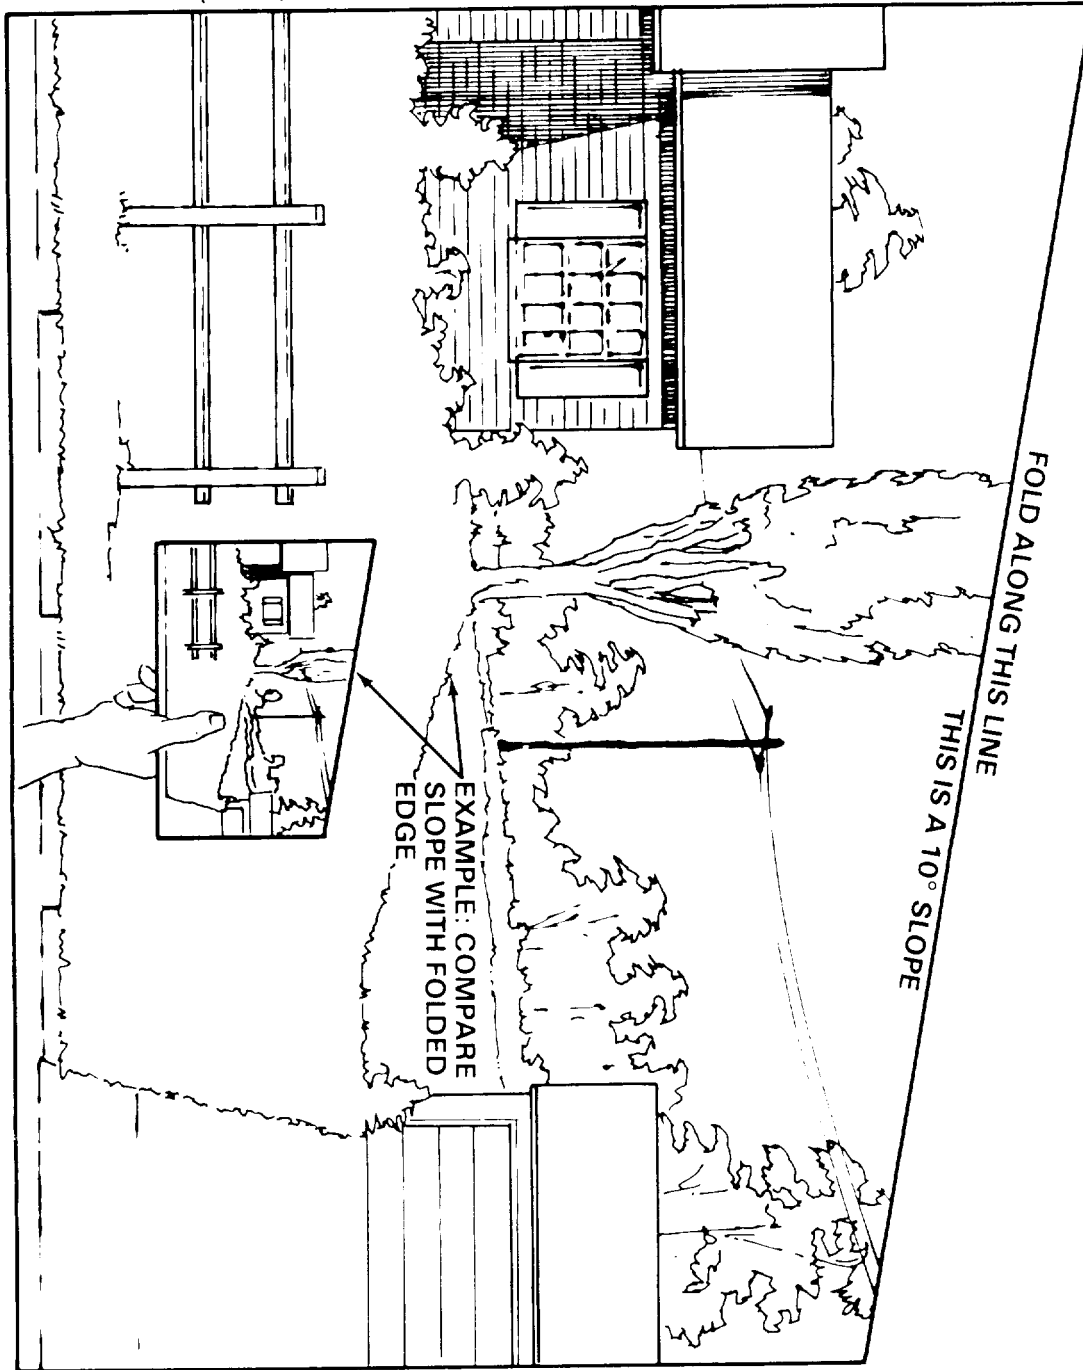 FOLD ALONG THIS LINE
THIS IS A 10° SLOPE
EXAMPLE: COMPARE
SLOPE WITH FOLDED
EDGE